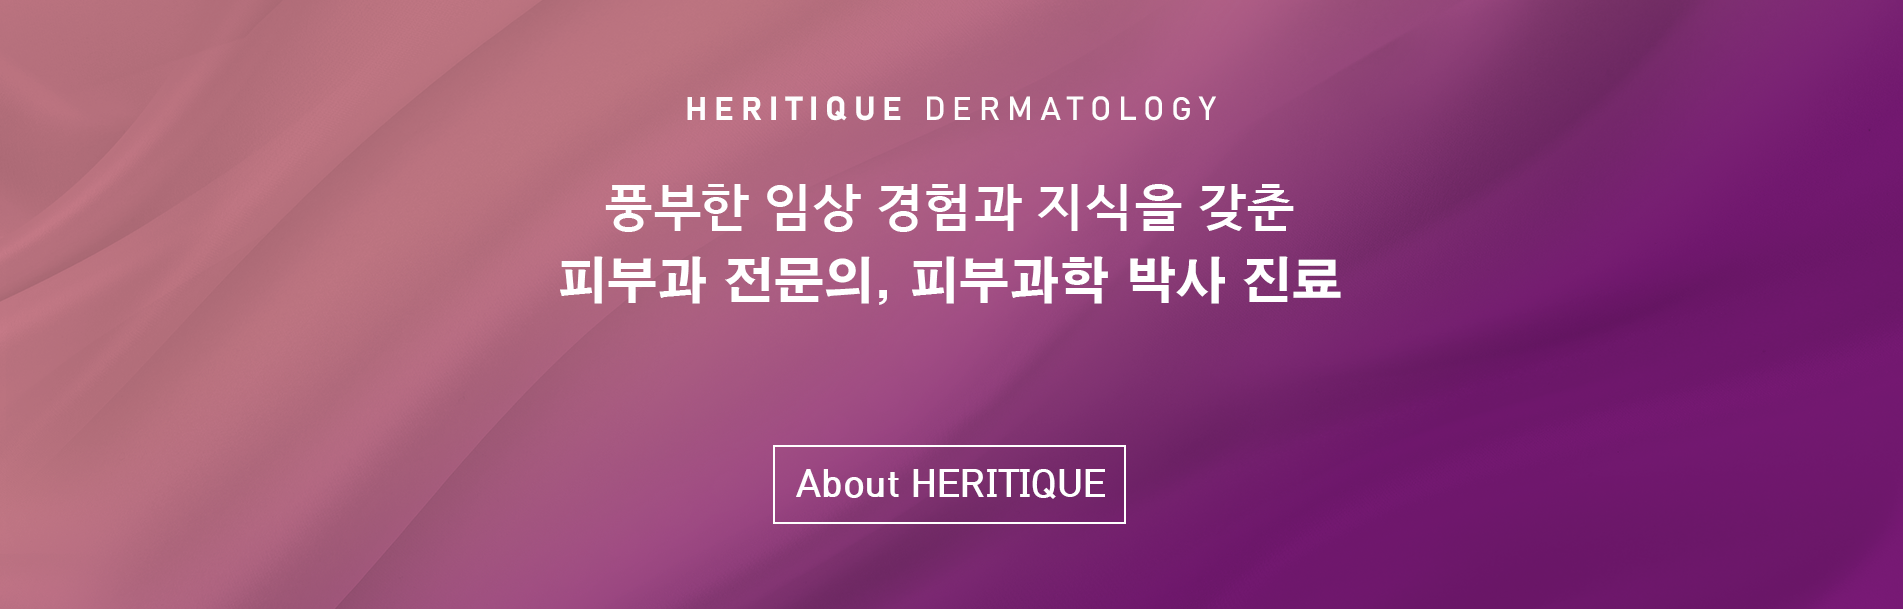 HERITIQUE DERMATOLOGY
풍부한 임상 경험과 지식을 갖춘
피부과 전문의, 피부과학 박사 진료
About HERITIQUE